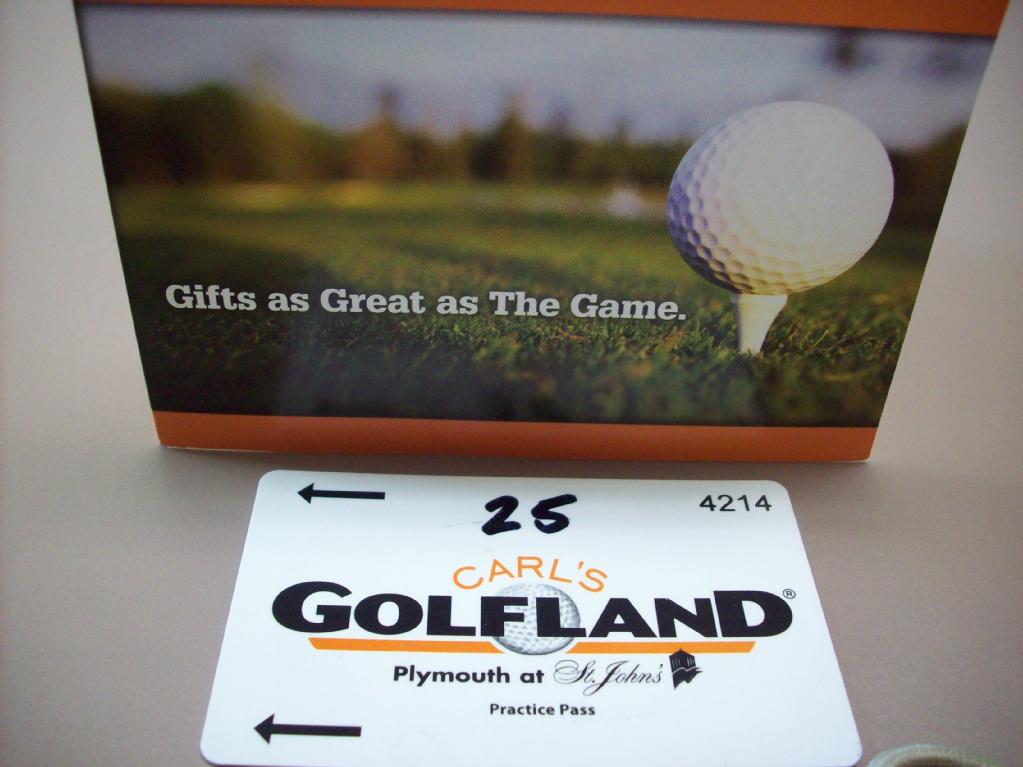 Gifts as Great as The Game.
25
4214
CARL'S
GOLFLAND®
Plymouth at St. John's
Practice Pass